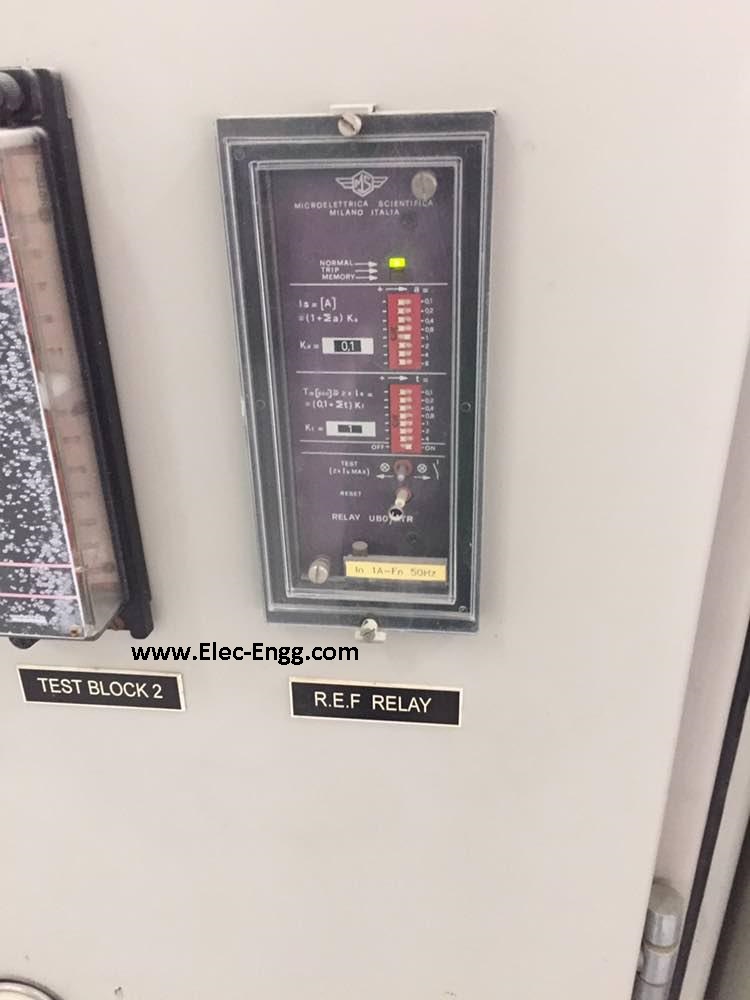 MS
MICROELETTRICA SCIENTIFICA
MILANO ITALIA
NORMAL
TRIP
MEMORY
+ → a =
Is = [A]
= (1+Σa) Ka
Ka = 0,1
0,1
0,2
0,4
0,8
1
2
4
8
+ → t =
= (0,1+Σt) Kt
Kt = 1
0,1
0,2
0,4
0,8
1
2
4
OFF ON
TEST
(2xIs MAX)
RESET
RELAY
In 1A-Fn 50Hz
www.Elec-Engg.com
TEST BLOCK 2
R.E.F RELAY